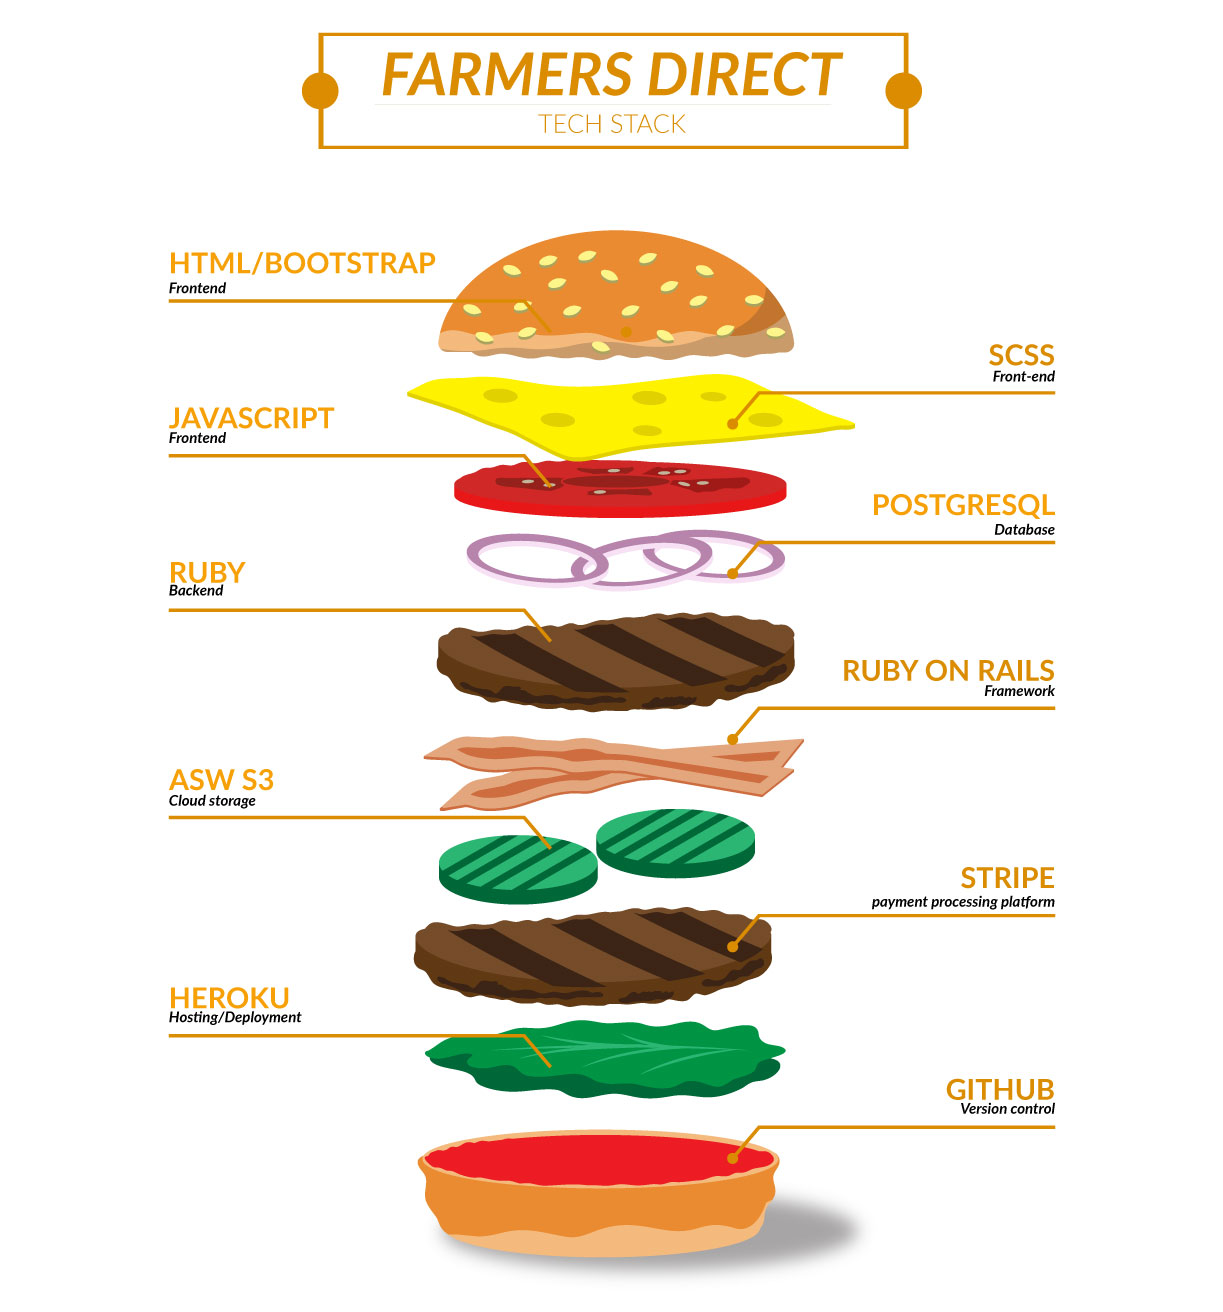 FARMERS DIRECT
TECH STACK
HTML/BOOTSTRAP
Frontend
SCSS
Front-end
JAVASCRIPT
Frontend
POSTGRESQL
Database
RUBY
Backend
RUBY ON RAILS
Framework
ASW S3
Cloud storage
STRIPE
payment processing platform
HEROKU
Hosting/Deployment
GITHUB
Version control